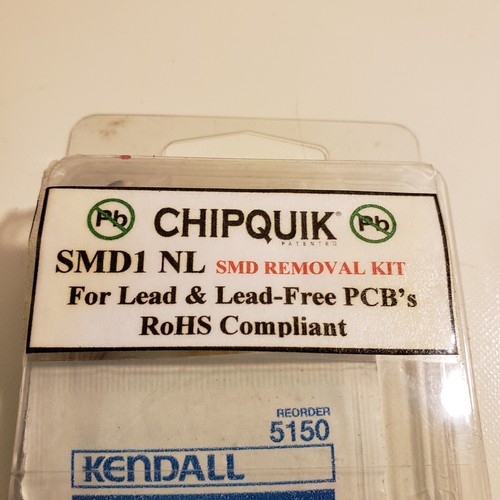 Pb CHIPQUIK® Pb
PATENTED
SMD1 NL SMD REMOVAL KIT
For Lead & Lead-Free PCB's
RoHS Compliant
REORDER
5150
KENDALL